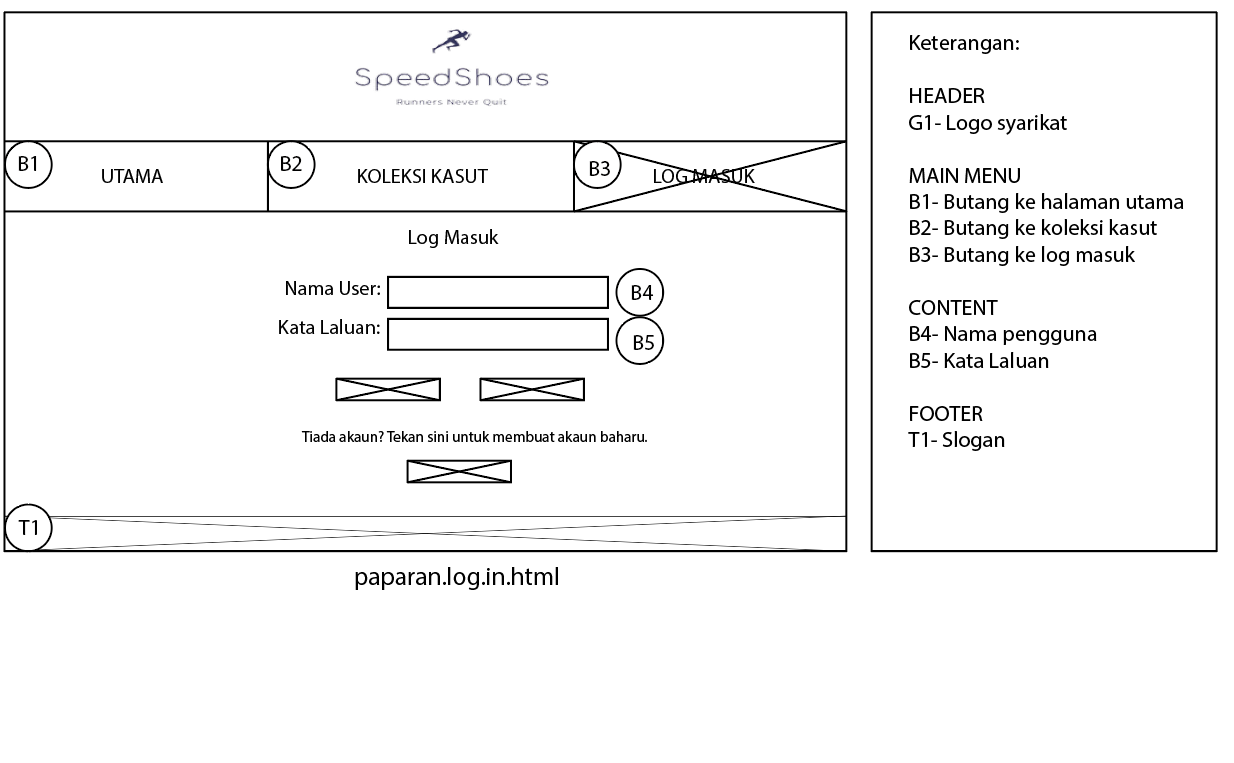 SpeedShoes
Runners Never Quit
B1
UTAMA
B2
KOLEKSI KASUT
B3
LOG MASUK
Log Masuk
Nama User:
B4
Kata Laluan:
B5
Tiada akaun? Tekan sini untuk membuat akaun baharu.
T1
paparan.log.in.html
Keterangan:
HEADER
G1- Logo syarikat
MAIN MENU
B1- Butang ke halaman utama
B2- Butang ke koleksi kasut
B3- Butang ke log masuk
CONTENT
B4- Nama pengguna
B5- Kata Laluan
FOOTER
T1- Slogan